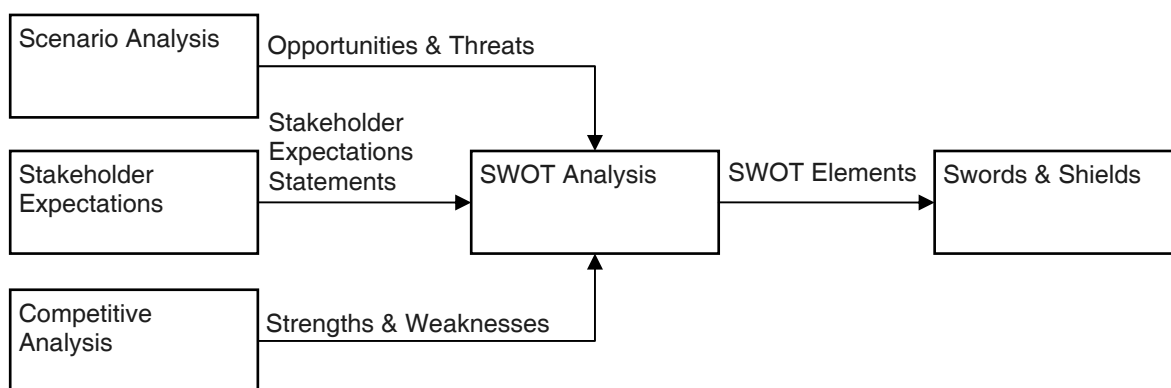 Scenario Analysis
Opportunities & Threats
Stakeholder
Expectations
Stakeholder
Expectations
Statements
SWOT Analysis
SWOT Elements
Swords & Shields
Competitive
Analysis
Strengths & Weaknesses